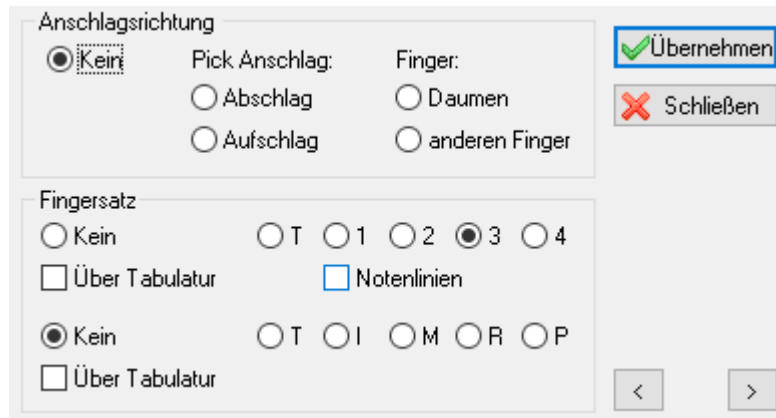 Anschlagsrichtung
Kein Pick Anschlag: Finger:
Abschlag Daumen
Aufschlag anderen Finger
Übernehmen
Schließen
Fingersatz
Kein T 1 2 3 4
Über Tabulatur Notenlinien
Kein T I M R P
Über Tabulatur
< >